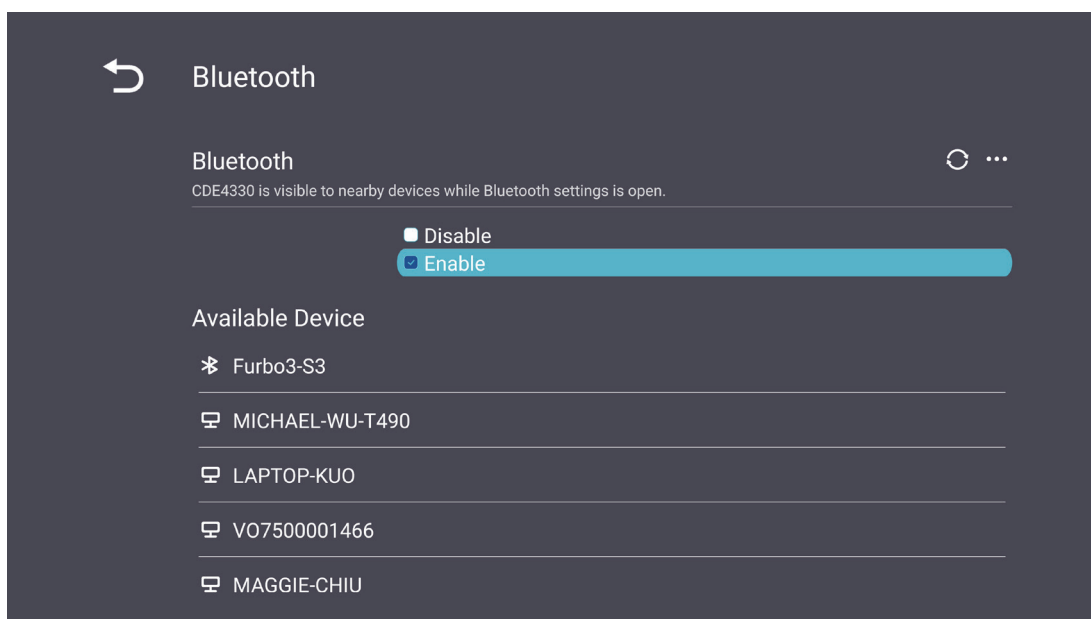 Bluetooth
Bluetooth
CDE4330 is visible to nearby devices while Bluetooth settings is open.
Disable
Enable
Available Device
Furbo3-S3
MICHAEL-WU-T490
LAPTOP-KUO
VO7500001466
MAGGIE-CHIU